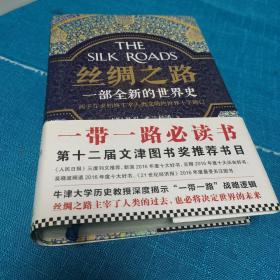 THE
SILK ROADS
丝绸之路
一部全新的世界史
一带一路必读书
第十二届文津图书奖推荐书目
牛津大学历史教授深度揭示“一带一路”战略逻辑
丝绸之路主宰了人类的过去，也必将决定世界的未来